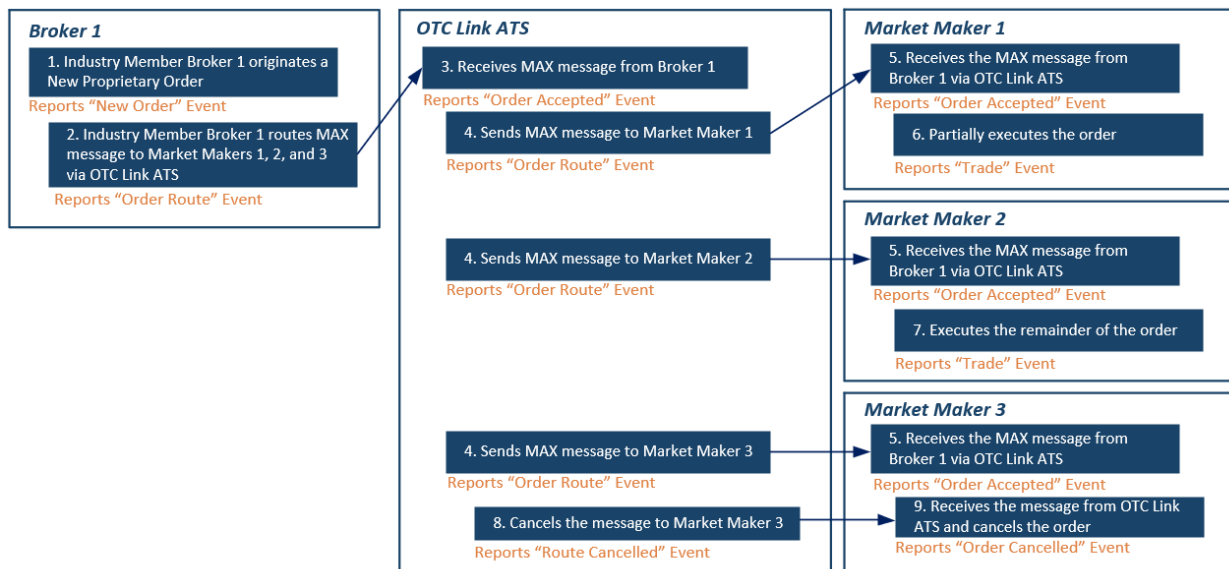 Broker 1
1. Industry Member Broker 1 originates a
New Proprietary Order
Reports “New Order” Event
2. Industry Member Broker 1 routes MAX
message to Market Makers 1, 2, and 3
via OTC Link ATS
Reports “Order Route” Event
OTC Link ATS
3. Receives MAX message from Broker 1
Reports “Order Accepted” Event
4. Sends MAX message to Market Maker 1
Reports “Order Route” Event
4. Sends MAX message to Market Maker 2
Reports “Order Route” Event
4. Sends MAX message to Market Maker 3
Reports “Order Route” Event
8. Cancels the message to Market Maker 3
Reports “Route Cancelled” Event
Market Maker 1
5. Receives the MAX message from
Broker 1 via OTC Link ATS
Reports “Order Accepted” Event
6. Partially executes the order
Reports “Trade” Event
Market Maker 2
5. Receives the MAX message from
Broker 1 via OTC Link ATS
Reports “Order Accepted” Event
7. Executes the remainder of the order
Reports “Trade” Event
Market Maker 3
5. Receives the MAX message from
Broker 1 via OTC Link ATS
Reports “Order Accepted” Event
9. Receives the message from OTC Link
ATS and cancels the order
Reports “Order Cancelled” Event